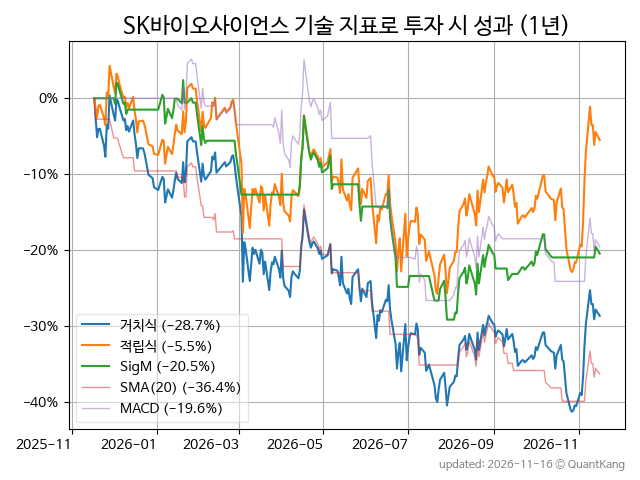 SK바이오사이언스 기술 지표로 투자 시 성과 (1년)
0%
−10%
−20%
−30%
−40%
거치식 (−28.7%)
적립식 (−5.5%)
SigM (−20.5%)
SMA(20) (−36.4%)
MACD (−19.6%)
2025-11 2026-01 2026-03 2026-05 2026-07 2026-09 2026-11
updated: 2026-11-16 © QuantKang